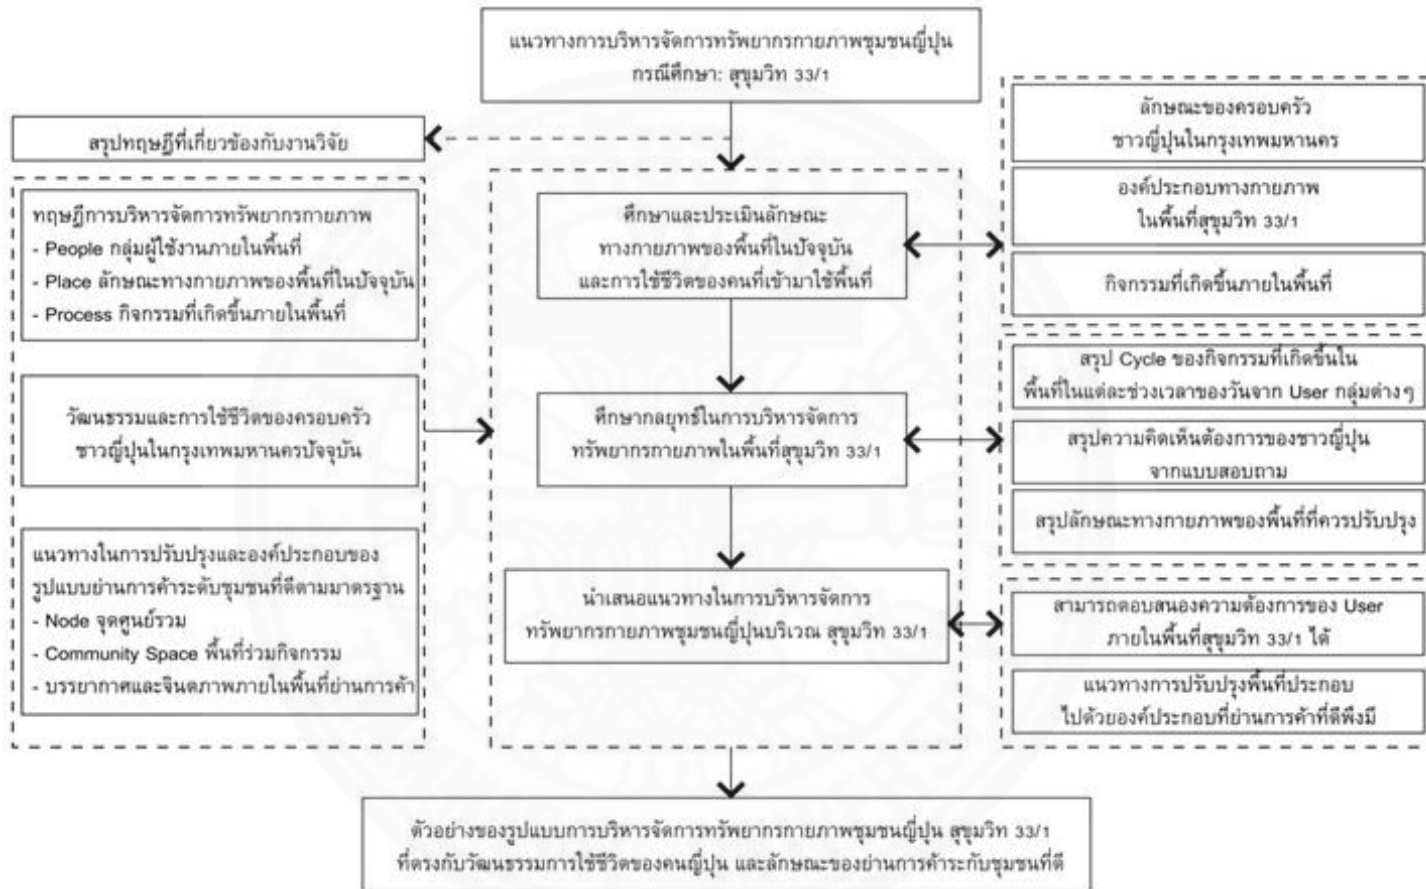 แนวทางการบริหารจัดการทรัพยากรกายภาพชุมชนญี่ปุ่น
กรณีศึกษา: สุขุมวิท 33/1
สรุปทฤษฎีที่เกี่ยวข้องกับงานวิจัย
ทฤษฎีการบริหารจัดการทรัพยากรกายภาพ
- People กลุ่มผู้ใช้งานภายในพื้นที่
- Place ลักษณะทางกายภาพของพื้นที่ในปัจจุบัน
- Process กิจกรรมที่เกิดขึ้นภายในพื้นที่
วัฒนธรรมและการใช้ชีวิตของครอบครัว
ชาวญี่ปุ่นในกรุงเทพมหานครปัจจุบัน
แนวทางในการปรับปรุงและองค์ประกอบของ
รูปแบบย่านการค้าระดับชุมชนที่ดีตามมาตรฐาน
- Node จุดศูนย์รวม
- Community Space พื้นที่ร่วมกิจกรรม
- บรรยากาศและจินตภาพภายในพื้นที่ย่านการค้า
ศึกษาและประเมินลักษณะ
ทางกายภาพของพื้นที่ในปัจจุบัน
และการใช้ชีวิตของคนที่เข้ามาใช้พื้นที่
ศึกษากลยุทธ์ในการบริหารจัดการ
ทรัพยากรกายภาพในพื้นที่สุขุมวิท 33/1
นำเสนอแนวทางในการบริหารจัดการ
ทรัพยากรกายภาพชุมชนญี่ปุ่นบริเวณ สุขุมวิท 33/1
ลักษณะของครอบครัว
ชาวญี่ปุ่นในกรุงเทพมหานคร
องค์ประกอบทางกายภาพ
ในพื้นที่สุขุมวิท 33/1
กิจกรรมที่เกิดขึ้นภายในพื้นที่
สรุป Cycle ของกิจกรรมที่เกิดขึ้นใน
พื้นที่ในแต่ละช่วงเวลาของวันจาก User กลุ่มต่างๆ
สรุปความคิดเห็นต้องการของชาวญี่ปุ่น
จากแบบสอบถาม
สรุปลักษณะทางกายภาพของพื้นที่ที่ควรปรับปรุง
สามารถตอบสนองความต้องการของ User
ภายในพื้นที่สุขุมวิท 33/1 ได้
แนวทางการปรับปรุงพื้นที่ประกอบ
ไปด้วยองค์ประกอบที่ย่านการค้าที่ดีพึงมี
ตัวอย่างของรูปแบบการบริหารจัดการทรัพยากรกายภาพชุมชนญี่ปุ่น สุขุมวิท 33/1
ที่ตรงกับวัฒนธรรมการใช้ชีวิตของคนญี่ปุ่น และลักษณะของย่านการค้าระกับชุมชนที่ดี